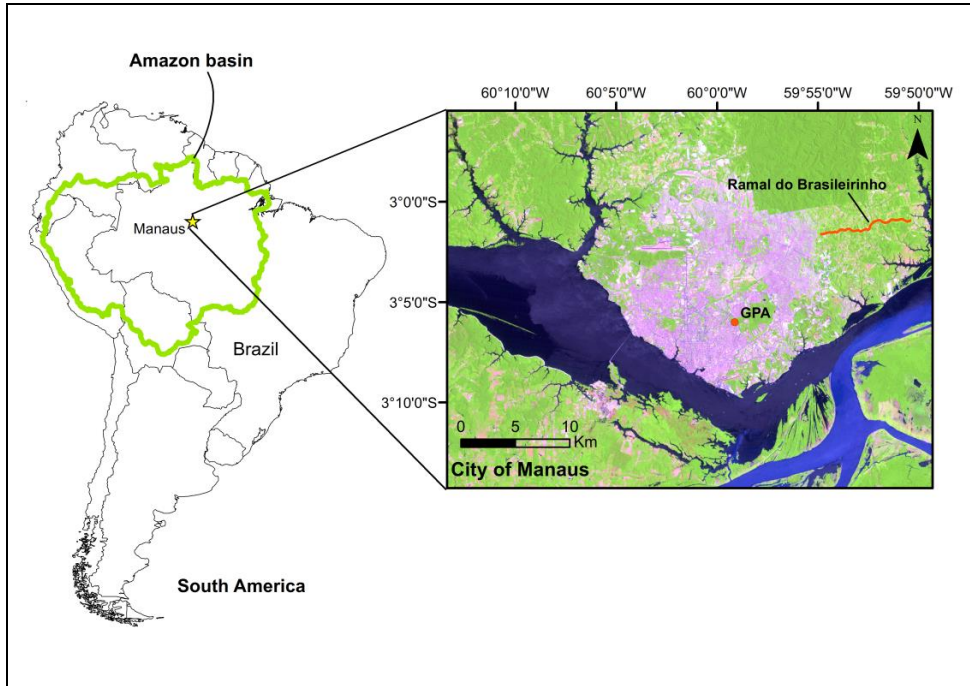 Amazon basin
Manaus
Brazil
South America
60°10'0"W 60°5'0"W 60°0'0"W 59°55'0"W 59°50'0"W
N
Ramal do Brasileirinho
3°0'0"S
3°5'0"S
GPA
3°10'0"S
0 5 10
Km
City of Manaus